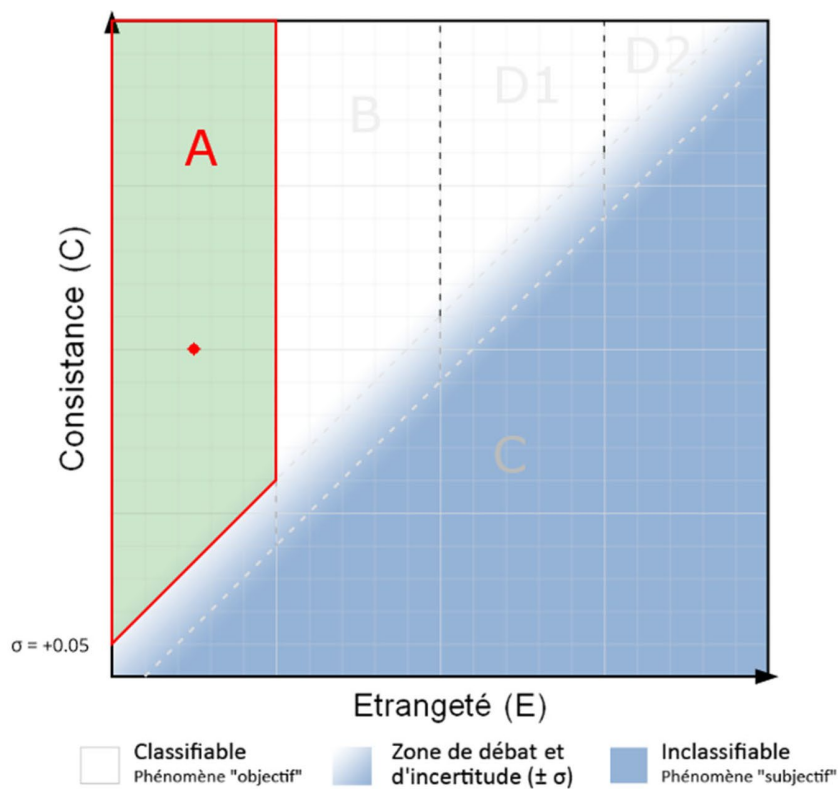 D2
D1
B
A
Consistance (C)
C
σ = +0.05
Etrangeté (E)
Classifiable
Phénomène "objectif"
Zone de débat et
d'incertitude (± σ)
Inclassifiable
Phénomène "subjectif"